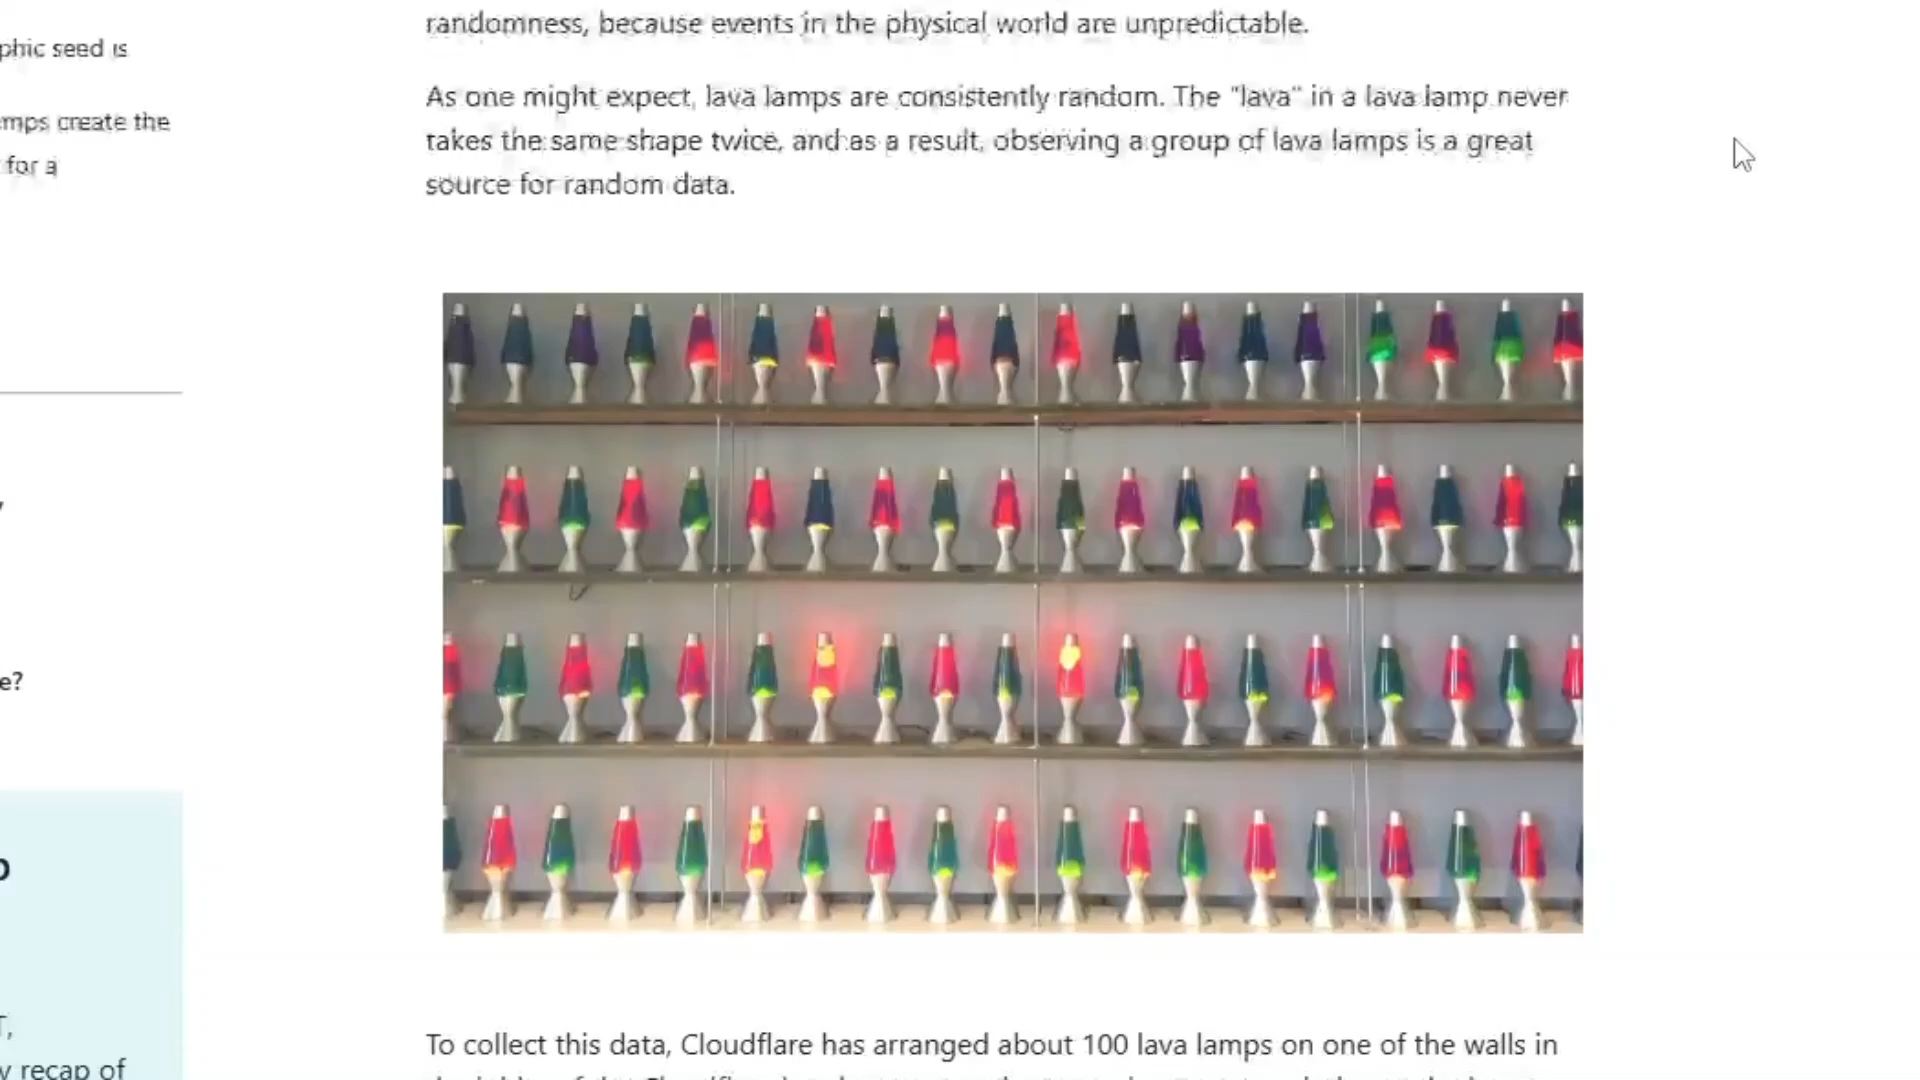 phic seed is
mps create the
for a
e?
T,
recap of
randomness, because events in the physical world are unpredictable.
As one might expect, lava lamps are consistently random. The "lava" in a lava lamp never
takes the same shape twice, and as a result, observing a group of lava lamps is a great
source for random data.
To collect this data, Cloudflare has arranged about 100 lava lamps on one of the walls in